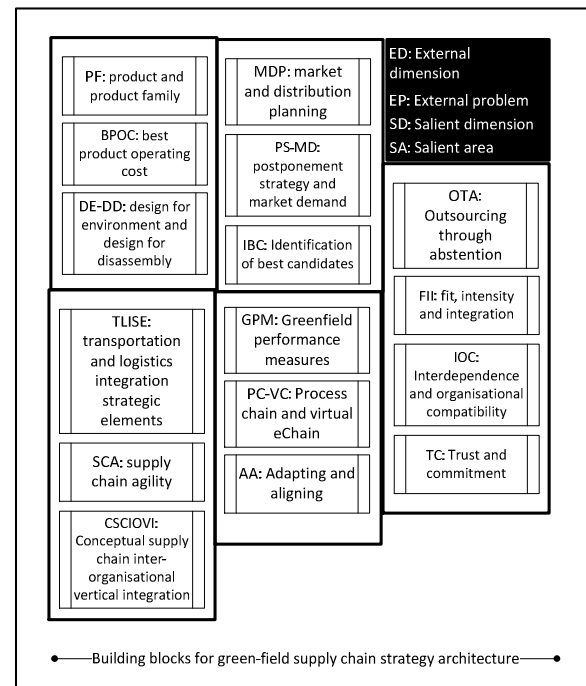 PF: product and
product family
BPOC: best
product operating
cost
DE-DD: design for
environment and
design for
disassembly
MDP: market
and distribution
planning
PS-MD:
postponement
strategy and
market demand
IBC: Identification
of best candidates
ED: External
dimension
EP: External problem
SD: Salient dimension
SA: Salient area
OTA:
Outsourcing
through
abstention
FII: fit, intensity
and integration
IOC:
Interdependence
and organisational
compatibility
TC: Trust and
commitment
TLISE:
transportation
and logistics
integration
strategic
elements
SCA: supply
chain agility
CSCIOVI:
Conceptual supply
chain inter-
organisational
vertical integration
GPM: Greenfield
performance
measures
PC-VC: Process
chain and virtual
eChain
AA: Adapting and
aligning
Building blocks for green-field supply chain strategy architecture